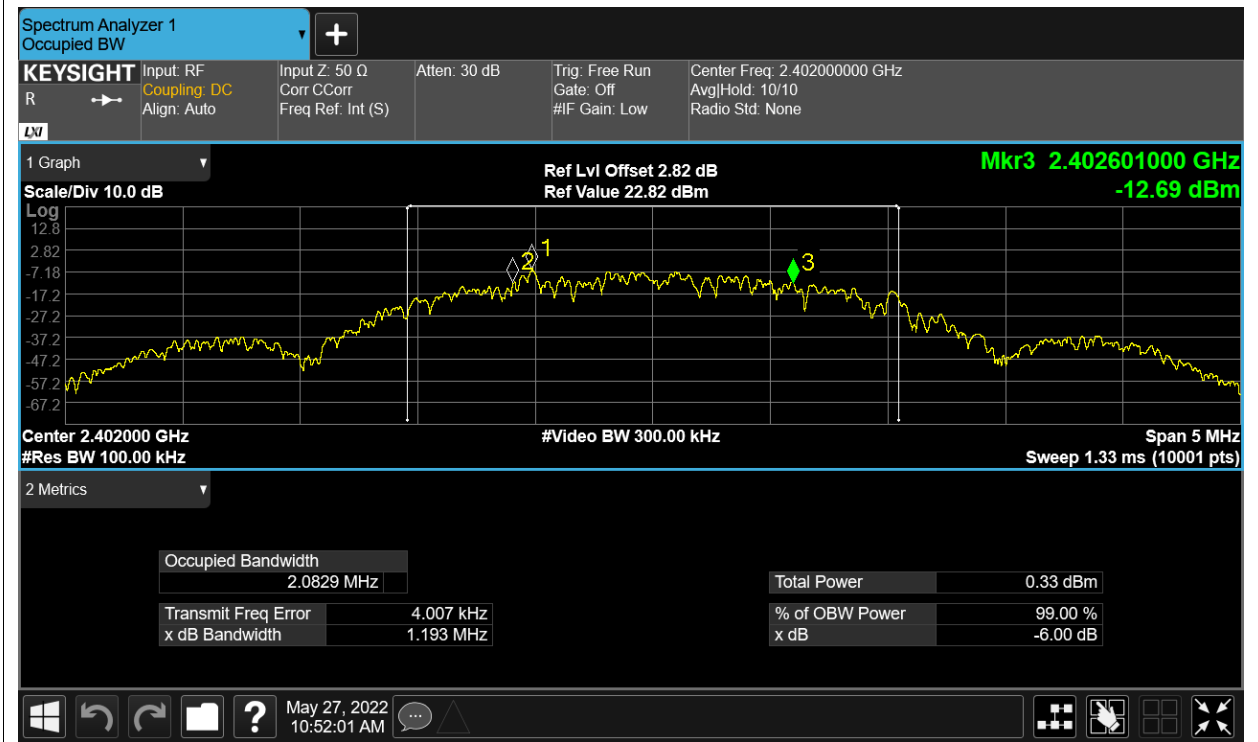 Spectrum Analyzer 1
Occupied BW
KEYSIGHT
R
LXI
Input: RF
Coupling: DC
Align: Auto
Input Z: 50 Ω
Corr CCorr
Freq Ref: Int (S)
Atten: 30 dB
Trig: Free Run
Gate: Off
#IF Gain: Low
Center Freq: 2.402000000 GHz
Avg|Hold: 10/10
Radio Std: None
1 Graph
Scale/Div 10.0 dB
Ref Lvl Offset 2.82 dB
Ref Value 22.82 dBm
Mkr3 2.402601000 GHz
-12.69 dBm
Log
12.8
2.82
-7.18
-17.2
-27.2
-37.2
-47.2
-57.2
-67.2
1
2
3
Center 2.402000 GHz
#Res BW 100.00 kHz
#Video BW 300.00 kHz
Span 5 MHz
Sweep 1.33 ms (10001 pts)
2 Metrics
Occupied Bandwidth
2.0829 MHz
Transmit Freq Error 4.007 kHz
x dB Bandwidth 1.193 MHz
Total Power 0.33 dBm
% of OBW Power 99.00 %
x dB -6.00 dB
?
May 27, 2022
10:52:01 AM